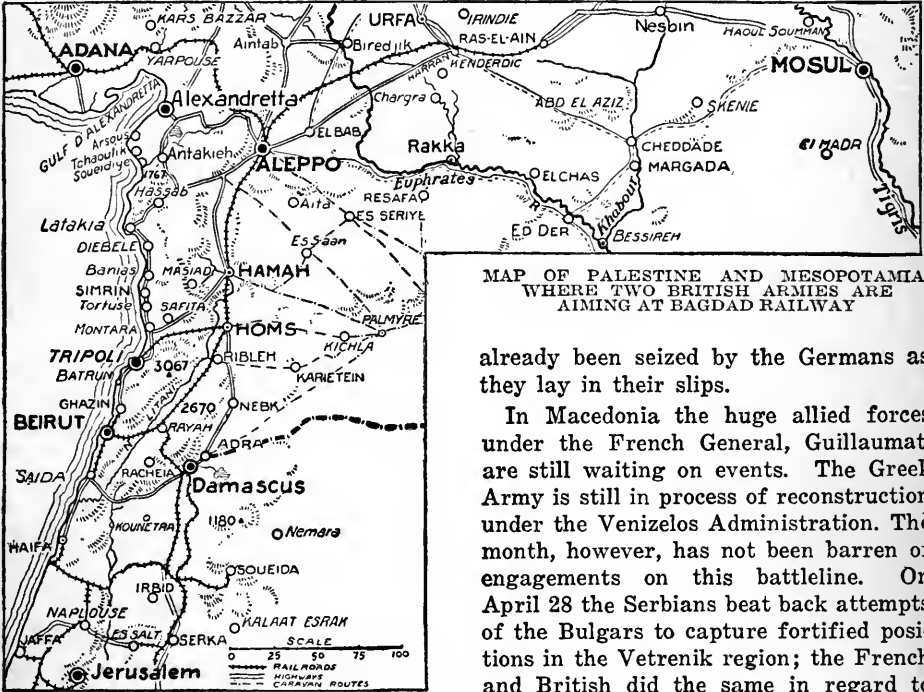 KARS BAZZAR
URFA
IRINDIE
Nesbin
HAOUL SOUMMAN
ADANA
YARPOUSE
Aintab
Biredjik
RAS-EL-AIN
HARRAN
KENDERDIC
MOSUL
GULF D'ALEXANDRETTA
Alexandretta
Chargra
ABD EL AZIZ
SKENIE
Arsous
Tchaoulik
Soueidiye
Antakieh
EL BAB
ALEPPO
Rakka
CHEDDADE
MARGADA
El HADR
1767
Hassab
Aita
Euphrates
RESAFA
ELCHAS
Khabour
Tigris
Latakia
ES SERIYE
ED DER
BESSIREH
DIEBELE
Es Saan
Banias
MASIAD
HAMAH
SIMRIN
Tortuse
SAFITA
MONTARA
HOMS
PALMYRE
KICHLA
TRIPOLI
BATRUN
3067
RIBLEH
KARIETEIN
GHAZIN
LITANI
2670
NEBK
BEIRUT
RAYAH
ADRA
SAIDA
RACHEIA
Damascus
KOUNETRA
1180
Nemara
HAIFA
SOUEIDA
IRBID
NAPLOUSE
KALAAT ESRAK
JAFFA
ES SALT
SERKA
Jerusalem
SCALE
0 25 50 75 100
RAILROADS
HIGHWAYS
CARAVAN ROUTES
MAP OF PALESTINE AND MESOPOTAMIA
WHERE TWO BRITISH ARMIES ARE
AIMING AT BAGDAD RAILWAY
already been seized by the Germans as
they lay in their slips.
In Macedonia the huge allied forces
under the French General, Guillaumat
are still waiting on events. The Greek
Army is still in process of reconstruction
under the Venizelos Administration. The
month, however, has not been barren of
engagements on this battleline. On
April 28 the Serbians beat back attempts
of the Bulgars to capture fortified posi-
tions in the Vetrenik region; the French
and British did the same in regard to